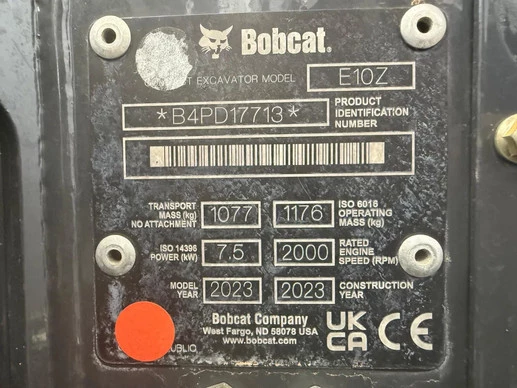 Bobcat.
EXCAVATOR MODEL E10Z
*B4PD17713* PRODUCT IDENTIFICATION NUMBER
TRANSPORT MASS (kg) NO ATTACHMENT 1077 1176 ISO 6016 OPERATING MASS (kg)
ISO 14396 POWER (kW) 7.5 2000 RATED ENGINE SPEED (RPM)
MODEL YEAR 2023 2023 CONSTRUCTION YEAR
Bobcat Company
West Fargo, ND 58078 USA
www.bobcat.com
UK CA CE